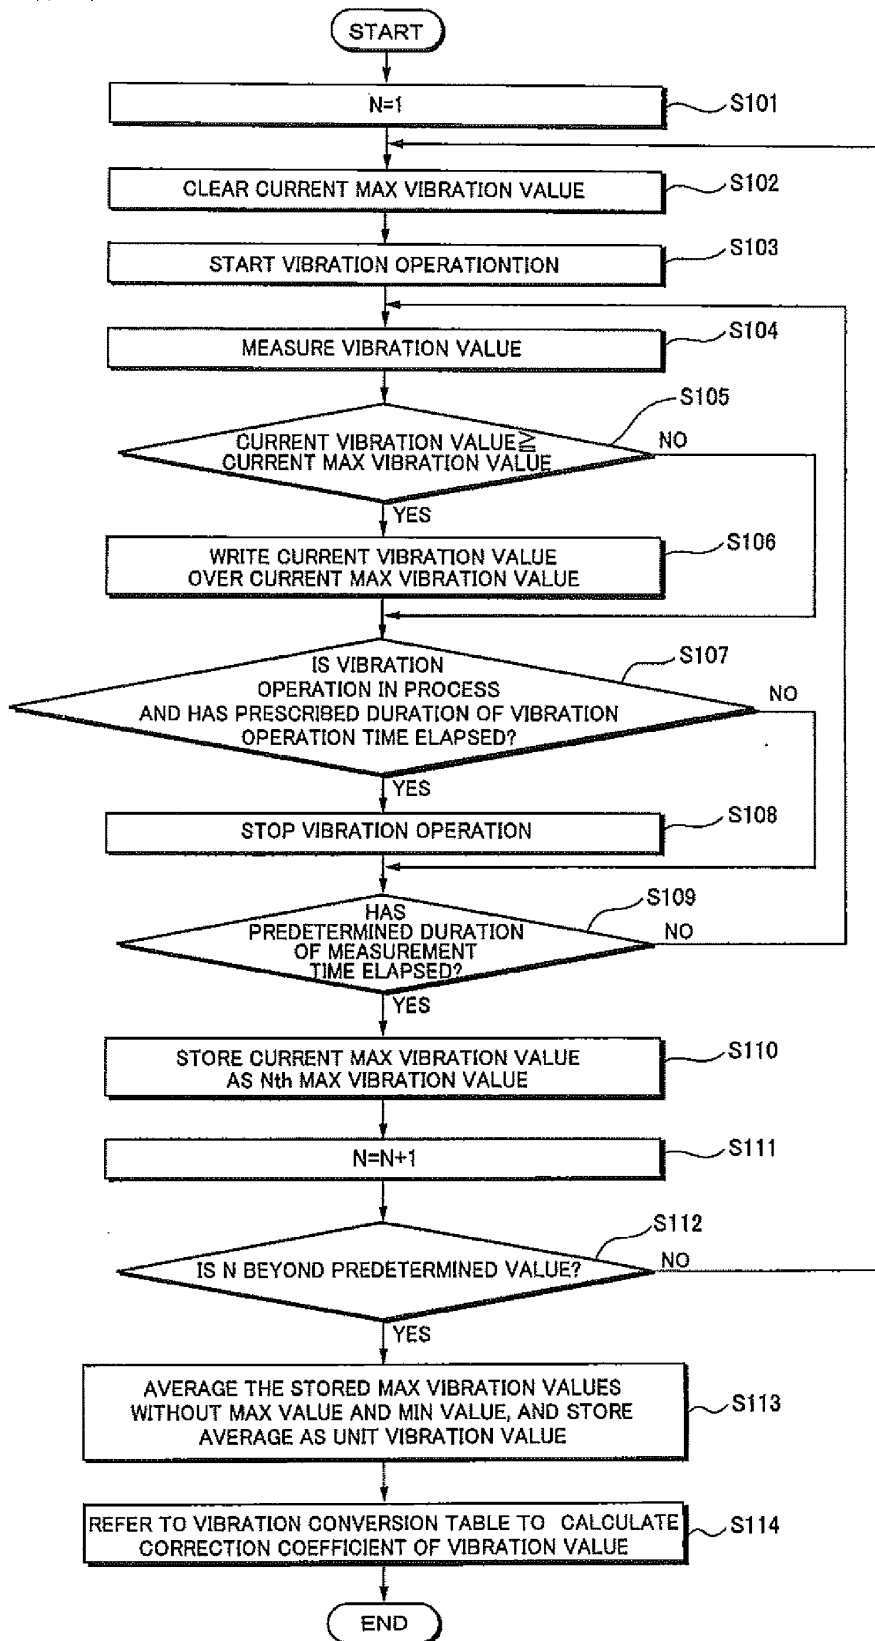 START
N=1
S101
CLEAR CURRENT MAX VIBRATION VALUE
S102
START VIBRATION OPERATIONTION
S103
MEASURE VIBRATION VALUE
S104
S105
CURRENT VIBRATION VALUE≧
CURRENT MAX VIBRATION VALUE
NO
YES
WRITE CURRENT VIBRATION VALUE
OVER CURRENT MAX VIBRATION VALUE
S106
IS VIBRATION
OPERATION IN PROCESS
AND HAS PRESCRIBED DURATION OF VIBRATION
OPERATION TIME ELAPSED?
S107
NO
YES
STOP VIBRATION OPERATION
S108
S109
HAS
PREDETERMINED DURATION
OF MEASUREMENT
TIME ELAPSED?
NO
YES
STORE CURRENT MAX VIBRATION VALUE
AS Nth MAX VIBRATION VALUE
S110
N=N+1
S111
S112
IS N BEYOND PREDETERMINED VALUE?
NO
YES
AVERAGE THE STORED MAX VIBRATION VALUES
WITHOUT MAX VALUE AND MIN VALUE, AND STORE
AVERAGE AS UNIT VIBRATION VALUE
S113
REFER TO VIBRATION CONVERSION TABLE TO CALCULATE
CORRECTION COEFFICIENT OF VIBRATION VALUE
S114
END